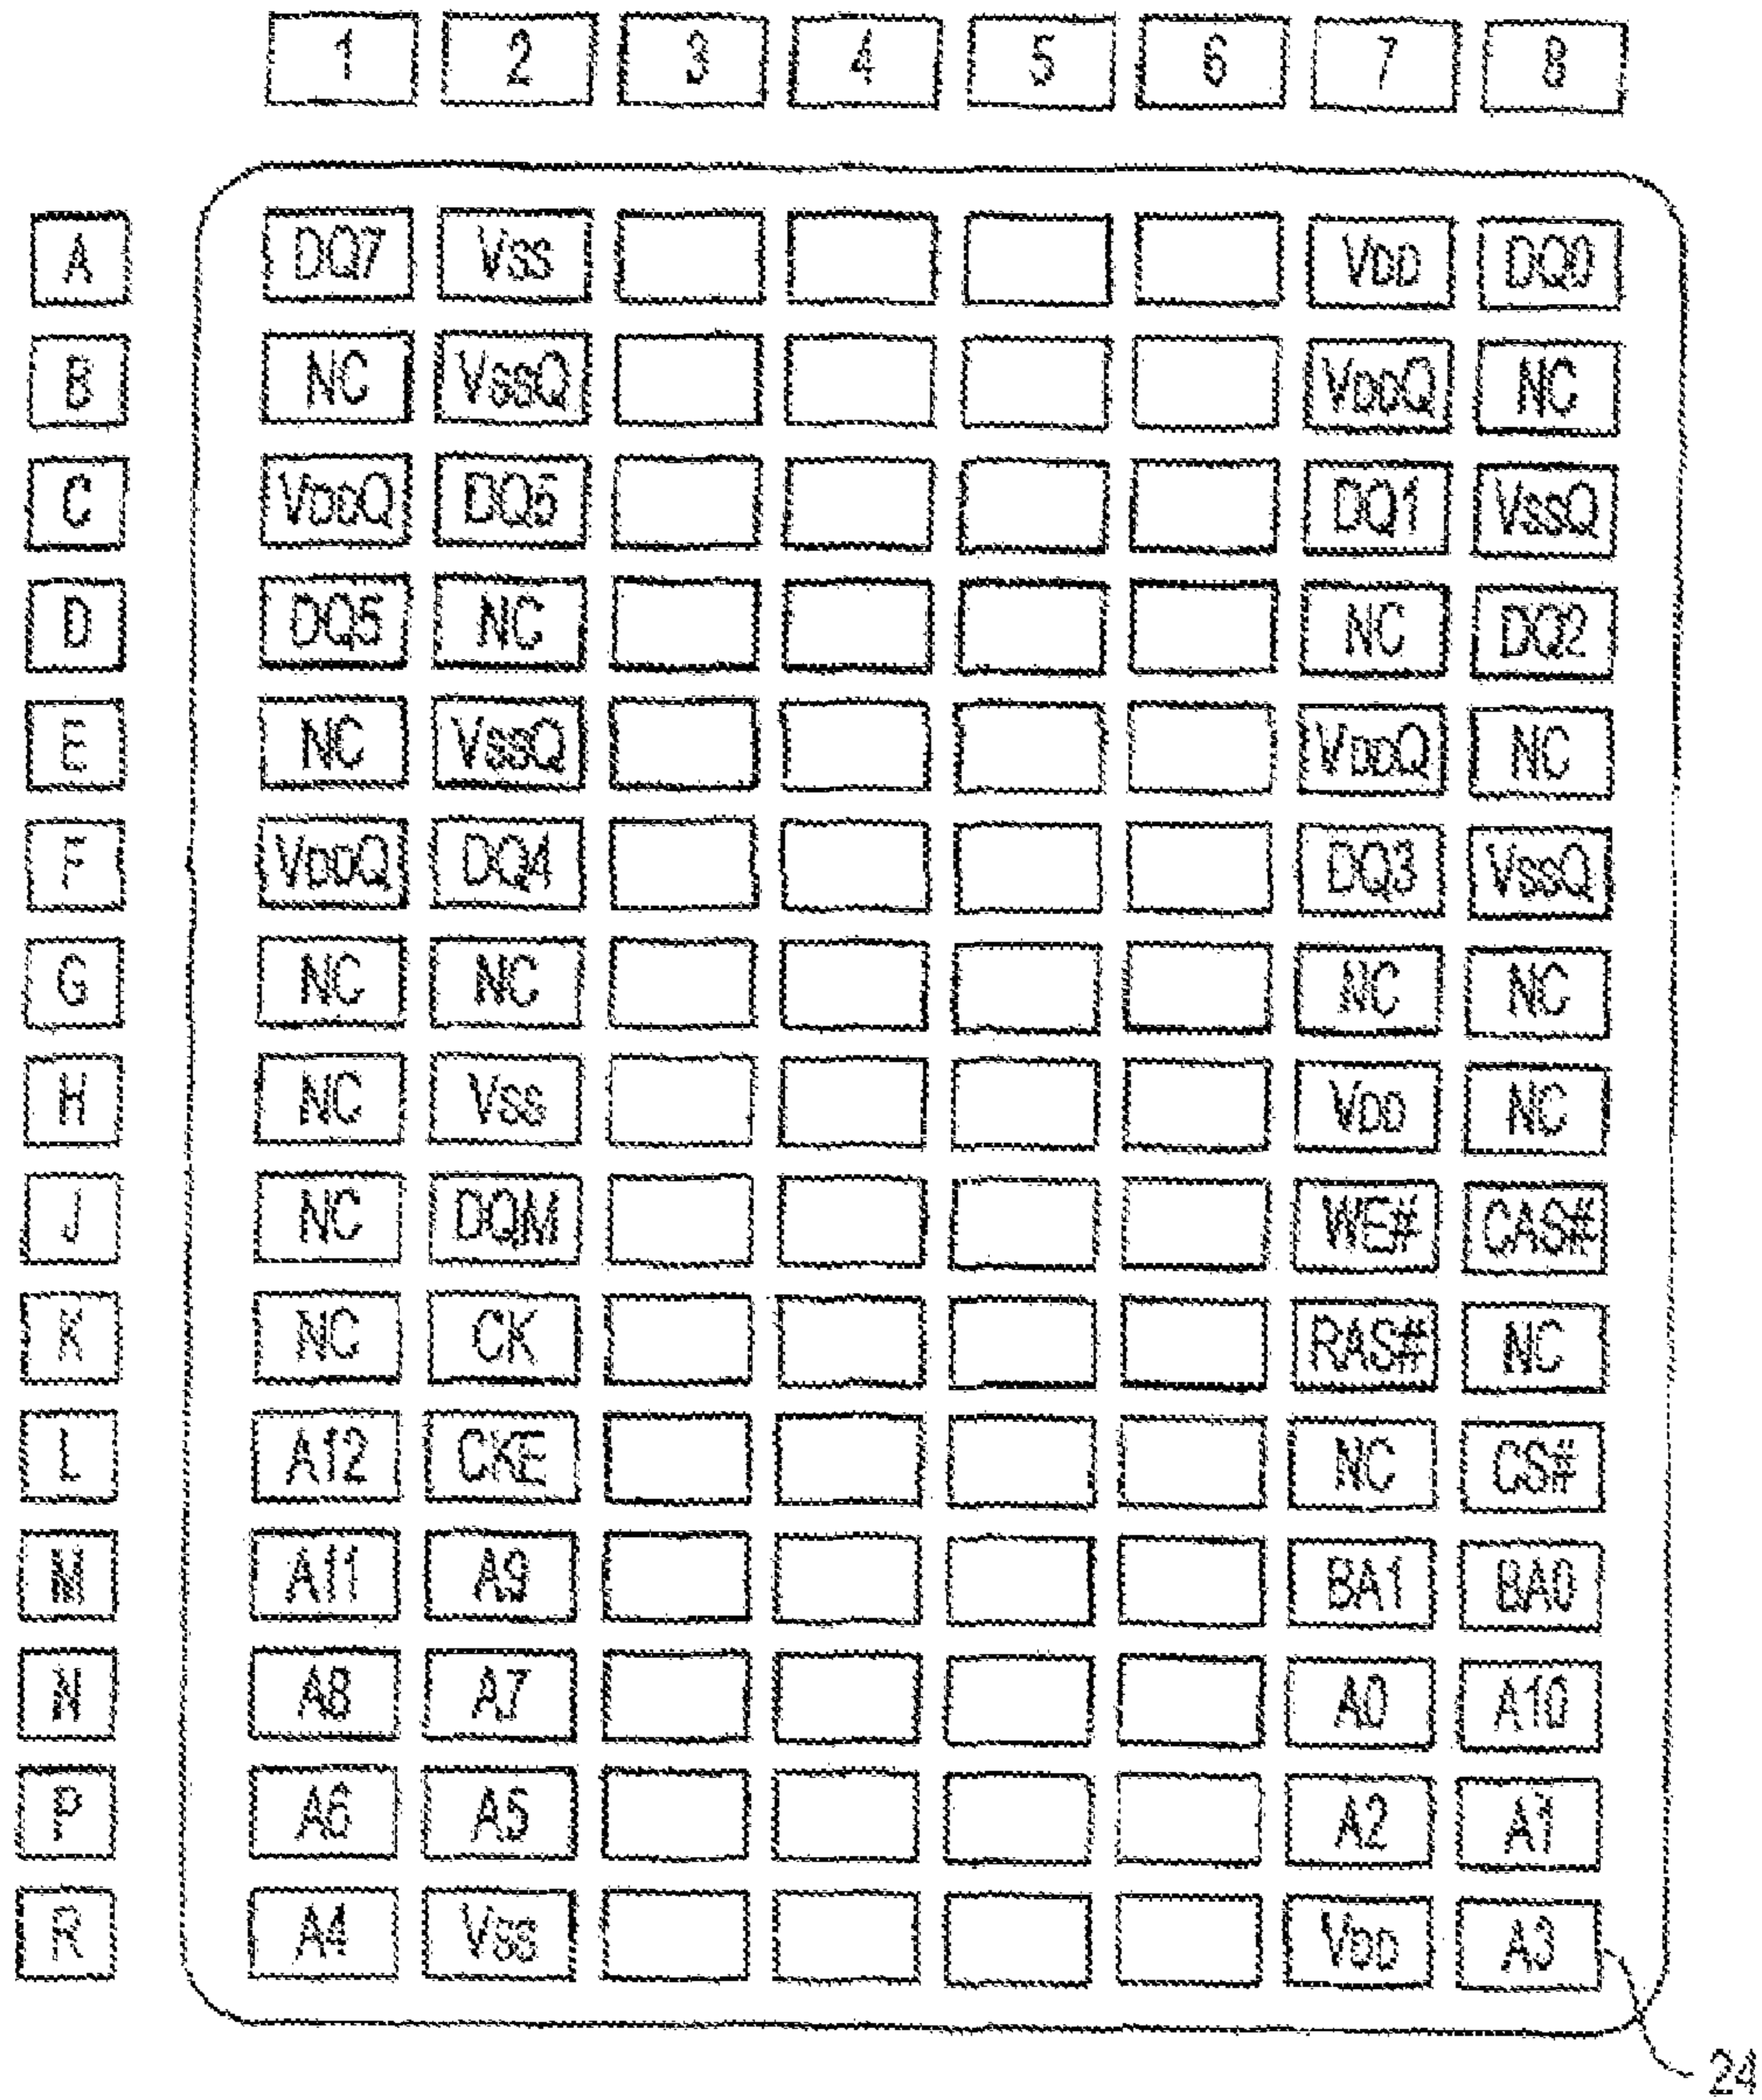 1 2 3 4 5 6 7 8
A DQ7 VSS VDD DQ0
B NC VSSQ VDDQ NC
C VDDQ DQ5 DQ1 VSSQ
D DQ5 NC NC DQ2
E NC VSSQ VDDQ NC
F VDDQ DQ4 DQ3 VSSQ
G NC NC NC NC
H NC VSS VDD NC
J NC DQM WE# CAS#
K NC CK RAS# NC
L A12 CKE NC CS#
M A11 A9 BA1 BA0
N A8 A7 A0 A10
P A6 A5 A2 A1
R A4 VSS VDD A3
24